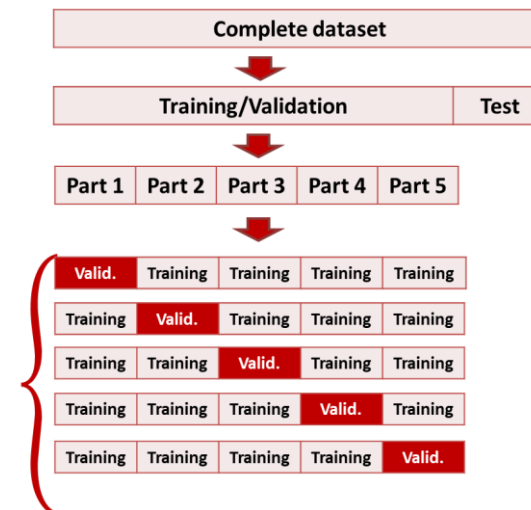 Complete dataset
Training/Validation Test
Part 1 Part 2 Part 3 Part 4 Part 5
Valid. Training Training Training Training
Training Valid. Training Training Training
Training Training Valid. Training Training
Training Training Training Valid. Training
Training Training Training Training Valid.